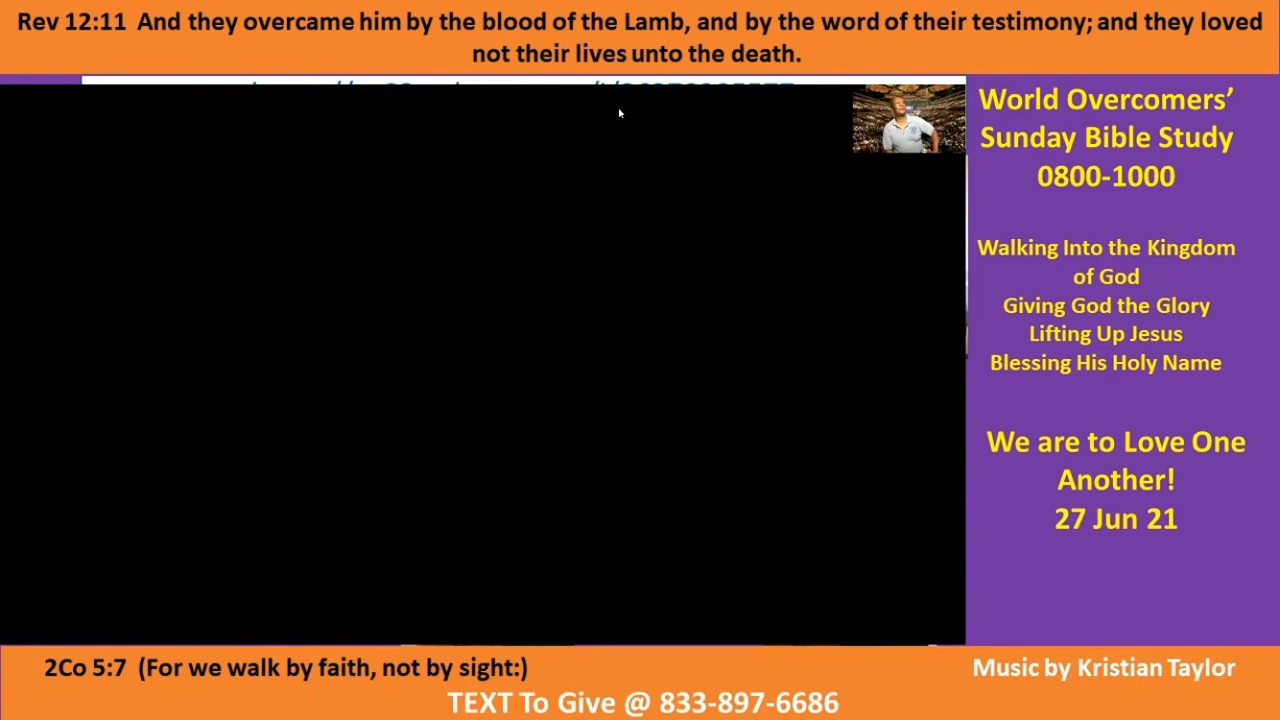 Rev 12:11 And they overcame him by the blood of the Lamb, and by the word of their testimony; and they loved
not their lives unto the death.
World Overcomers’
Sunday Bible Study
0800-1000
Walking Into the Kingdom
of God
Giving God the Glory
Lifting Up Jesus
Blessing His Holy Name
We are to Love One
Another!
27 Jun 21
2Co 5:7 (For we walk by faith, not by sight:)
Music by Kristian Taylor
TEXT To Give @ 833-897-6686